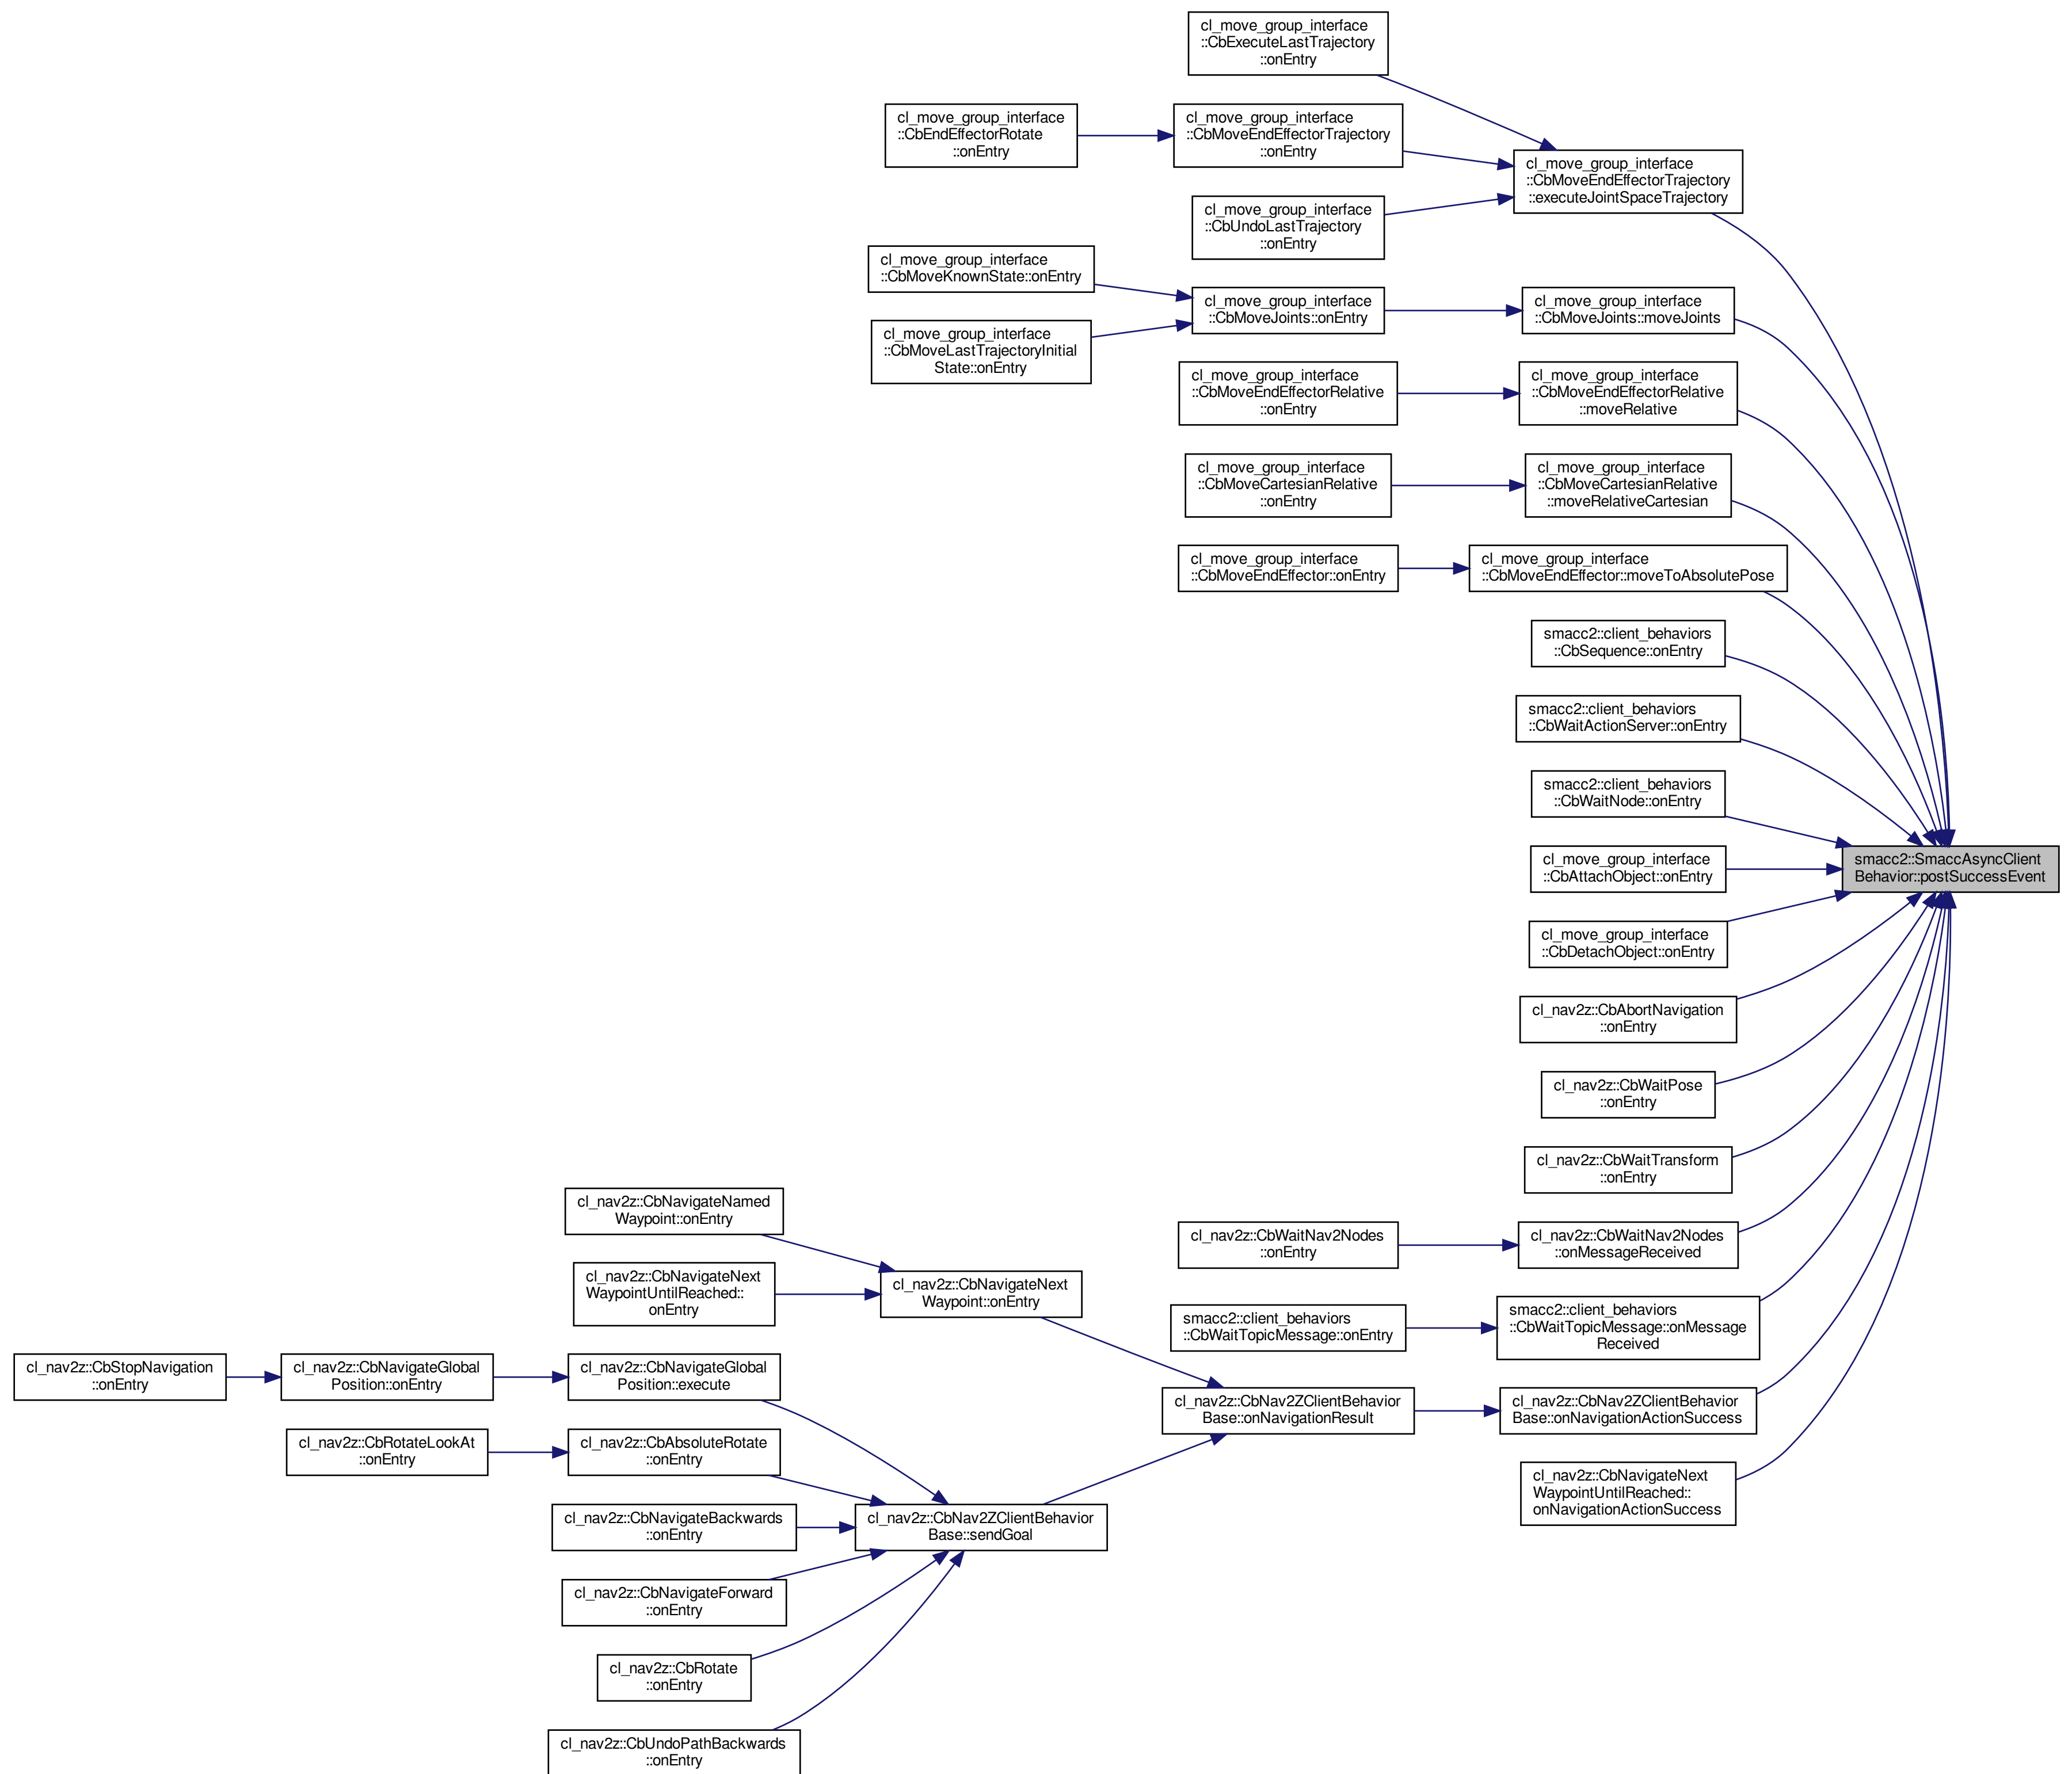 cl_move_group_interface
::CbExecuteLastTrajectory
::onEntry
cl_move_group_interface
::CbEndEffectorRotate
::onEntry
cl_move_group_interface
::CbMoveEndEffectorTrajectory
::onEntry
cl_move_group_interface
::CbMoveEndEffectorTrajectory
::executeJointSpaceTrajectory
cl_move_group_interface
::CbUndoLastTrajectory
::onEntry
cl_move_group_interface
::CbMoveKnownState::onEntry
cl_move_group_interface
::CbMoveJoints::onEntry
cl_move_group_interface
::CbMoveJoints::moveJoints
cl_move_group_interface
::CbMoveLastTrajectoryInitial
State::onEntry
cl_move_group_interface
::CbMoveEndEffectorRelative
::onEntry
cl_move_group_interface
::CbMoveEndEffectorRelative
::moveRelative
cl_move_group_interface
::CbMoveCartesianRelative
::onEntry
cl_move_group_interface
::CbMoveCartesianRelative
::moveRelativeCartesian
cl_move_group_interface
::CbMoveEndEffector::onEntry
cl_move_group_interface
::CbMoveEndEffector::moveToAbsolutePose
smacc2::client_behaviors
::CbSequence::onEntry
smacc2::client_behaviors
::CbWaitActionServer::onEntry
smacc2::client_behaviors
::CbWaitNode::onEntry
smacc2::SmaccAsyncClient
Behavior::postSuccessEvent
cl_move_group_interface
::CbAttachObject::onEntry
cl_move_group_interface
::CbDetachObject::onEntry
cl_nav2z::CbAbortNavigation
::onEntry
cl_nav2z::CbWaitPose
::onEntry
cl_nav2z::CbWaitTransform
::onEntry
cl_nav2z::CbNavigateNamed
Waypoint::onEntry
cl_nav2z::CbWaitNav2Nodes
::onEntry
cl_nav2z::CbWaitNav2Nodes
::onMessageReceived
cl_nav2z::CbNavigateNext
WaypointUntilReached::
onEntry
cl_nav2z::CbNavigateNext
Waypoint::onEntry
smacc2::client_behaviors
::CbWaitTopicMessage::onEntry
smacc2::client_behaviors
::CbWaitTopicMessage::onMessage
Received
cl_nav2z::CbStopNavigation
::onEntry
cl_nav2z::CbNavigateGlobal
Position::onEntry
cl_nav2z::CbNavigateGlobal
Position::execute
cl_nav2z::CbNav2ZClientBehavior
Base::onNavigationResult
cl_nav2z::CbNav2ZClientBehavior
Base::onNavigationActionSuccess
cl_nav2z::CbRotateLookAt
::onEntry
cl_nav2z::CbAbsoluteRotate
::onEntry
cl_nav2z::CbNavigateNext
WaypointUntilReached::
onNavigationActionSuccess
cl_nav2z::CbNavigateBackwards
::onEntry
cl_nav2z::CbNav2ZClientBehavior
Base::sendGoal
cl_nav2z::CbNavigateForward
::onEntry
cl_nav2z::CbRotate
::onEntry
cl_nav2z::CbUndoPathBackwards
::onEntry